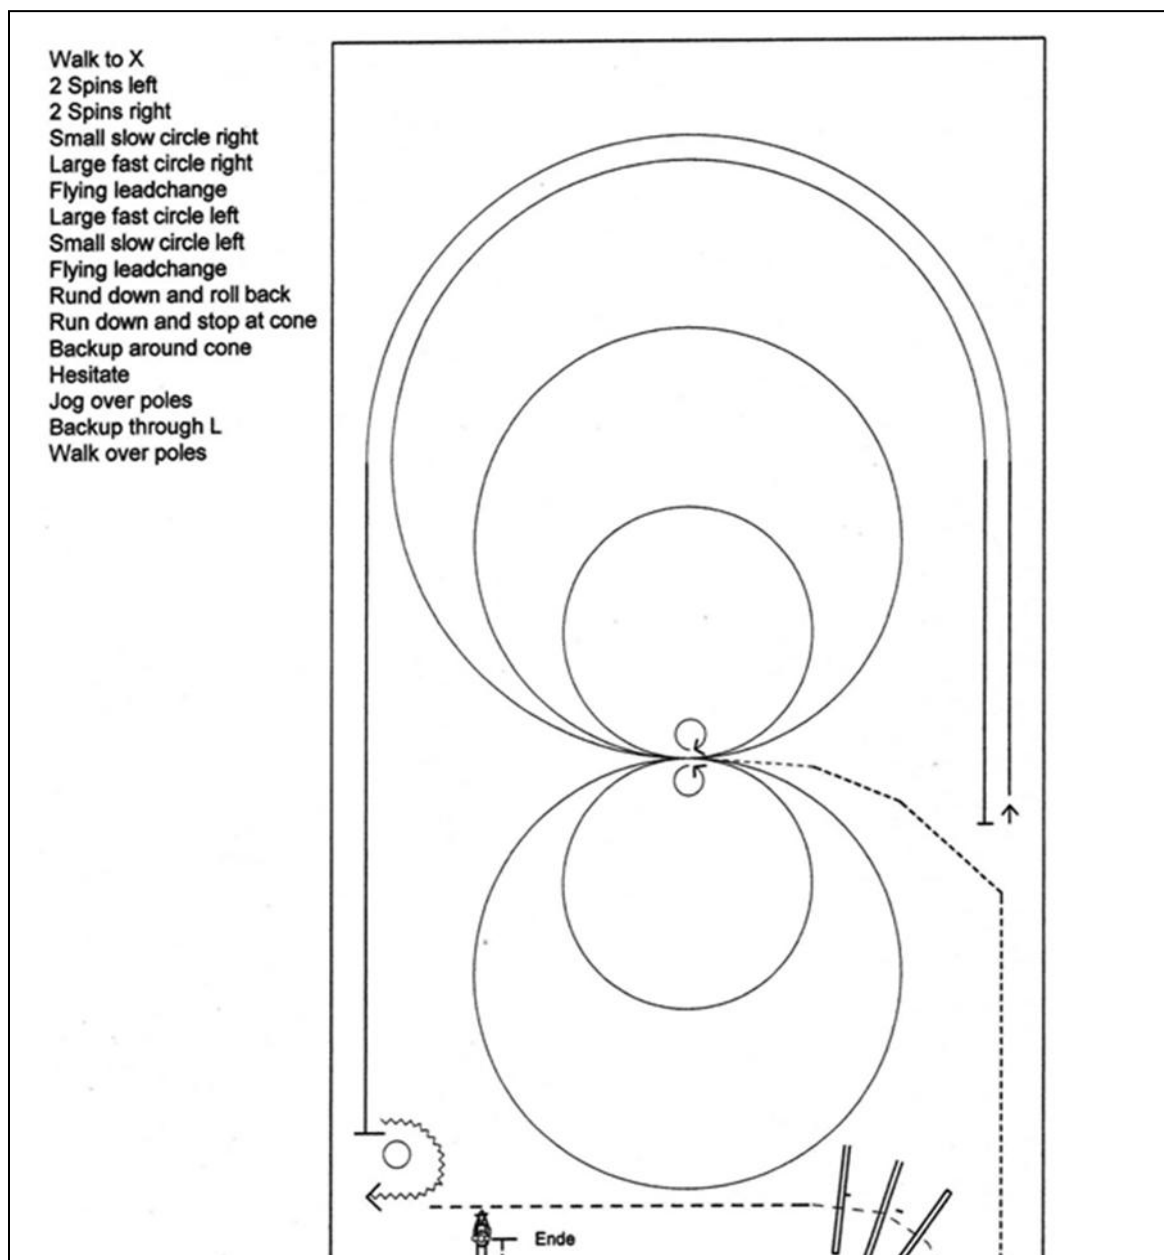 Walk to X
2 Spins left
2 Spins right
Small slow circle right
Large fast circle right
Flying leadchange
Large fast circle left
Small slow circle left
Flying leadchange
Rund down and roll back
Run down and stop at cone
Backup around cone
Hesitate
Jog over poles
Backup through L
Walk over poles
Ende